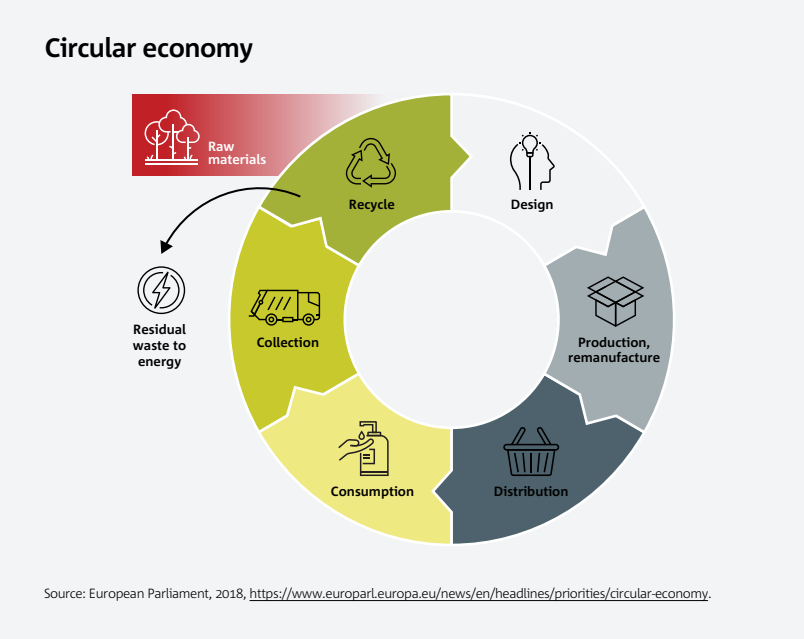 Circular economy
Raw
materials
Recycle
Design
Residual
waste to
energy
Collection
Production,
remanufacture
Consumption
Distribution
Source: European Parliament, 2018, https://www.europarl.europa.eu/news/en/headlines/priorities/circular-economy.